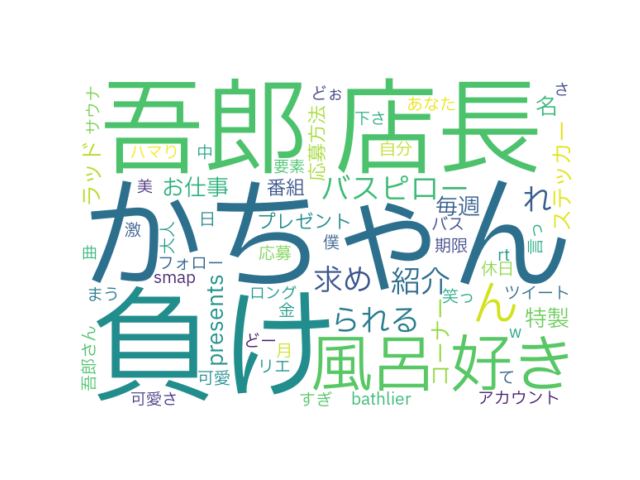 吾郎
店長
かちゃん
負け
風呂
好き
どぉ
あなた
さ
サウナ
ラッド
ハマり
中
要素
応募方法
下さ
自分
名
ステッカー
美
お仕事
番組
バスピロー
れ
毎週
日
プレゼント
バス
言っ
激
大人
僕
期限
曲
フォロー
応募
求め
紹介
rt
休日
smap
まう
ロング
金
られる
笑っ
ん
ツイート
presents
コーナー
特製
w
どー
月
吾郎さん
可愛
リエ
て
可愛さ
すぎ
bathlier
アカウント